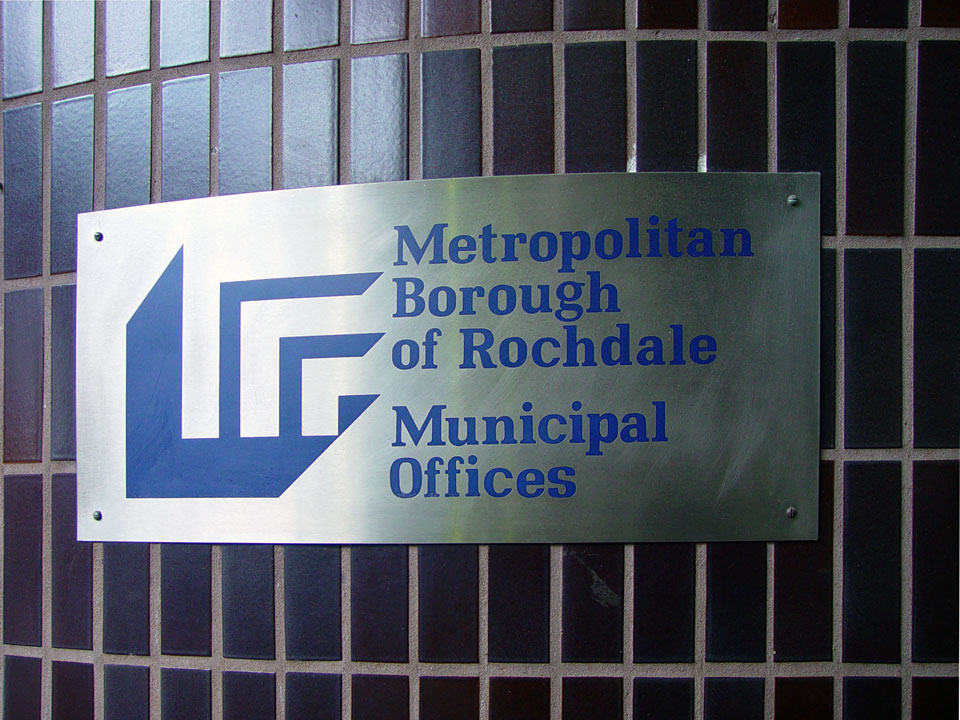 Metropolitan
Borough
of Rochdale
Municipal
Offices